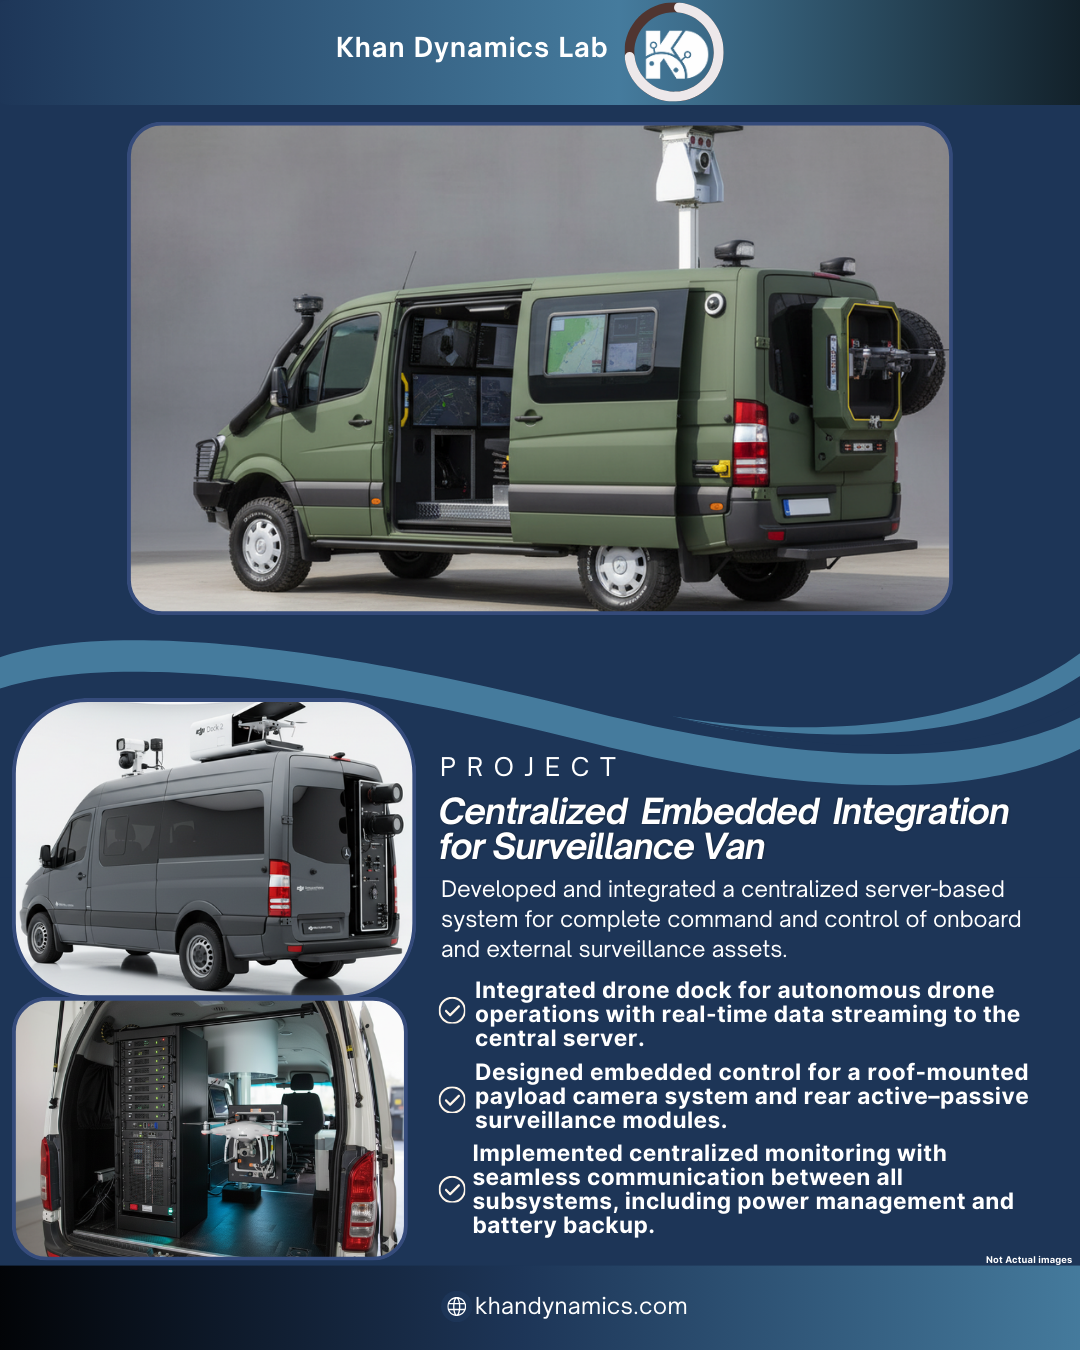 Khan Dynamics Lab
KD
dji Dock 2
PROJECT
Centralized Embedded Integration
for Surveillance Van
Developed and integrated a centralized server-based
system for complete command and control of onboard
and external surveillance assets.
Integrated drone dock for autonomous drone
operations with real-time data streaming to the
central server.
Designed embedded control for a roof-mounted
payload camera system and rear active–passive
surveillance modules.
Implemented centralized monitoring with
seamless communication between all
subsystems, including power management and
battery backup.
Not Actual images
khandynamics.com